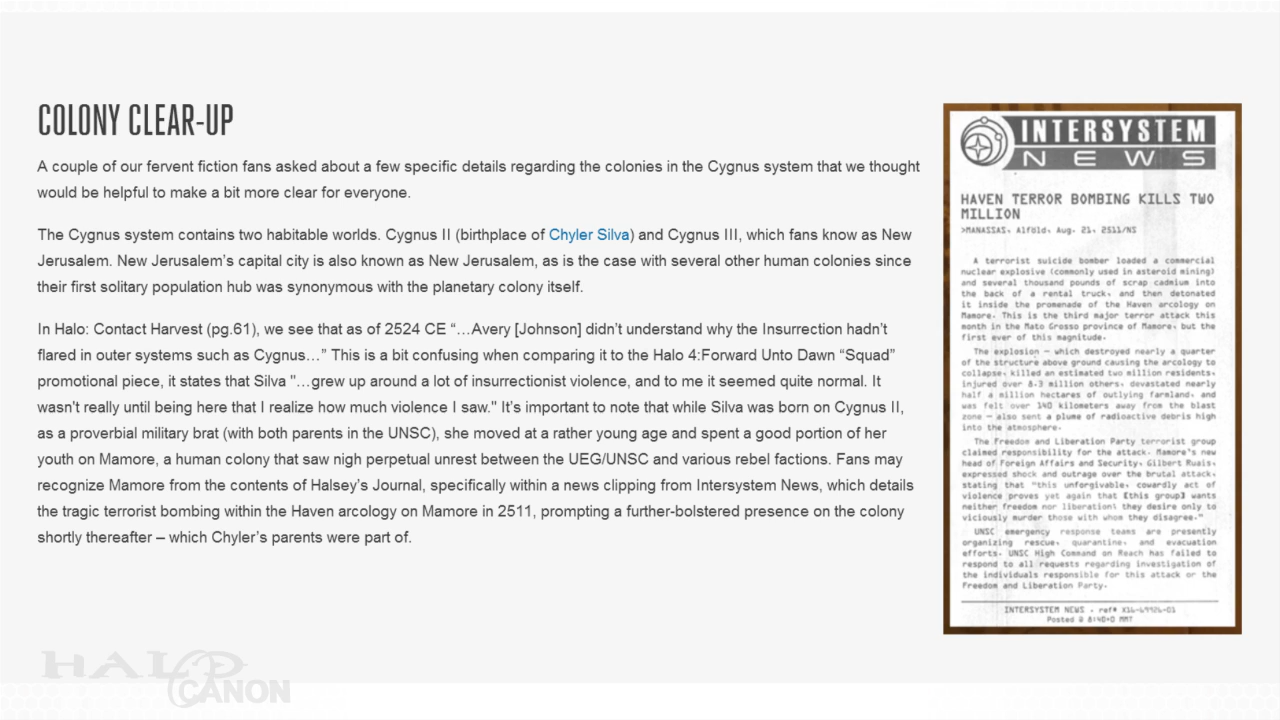 COLONY CLEAR-UP
A couple of our fervent fiction fans asked about a few specific details regarding the colonies in the Cygnus system that we thought
would be helpful to make a bit more clear for everyone.
The Cygnus system contains two habitable worlds. Cygnus II (birthplace of Chyler Silva) and Cygnus III, which fans know as New
Jerusalem. New Jerusalem's capital city is also known as New Jerusalem, as is the case with several other human colonies since
their first solitary population hub was synonymous with the planetary colony itself.
In Halo: Contact Harvest (pg.61), we see that as of 2524 CE “…Avery [Johnson] didn't understand why the Insurrection hadn't
flared in outer systems such as Cygnus…” This is a bit confusing when comparing it to the Halo 4:Forward Unto Dawn “Squad”
promotional piece, it states that Silva "…grew up around a lot of insurrectionist violence, and to me it seemed quite normal. It
wasn't really until being here that I realize how much violence I saw." It's important to note that while Silva was born on Cygnus II,
as a proverbial military brat (with both parents in the UNSC), she moved at a rather young age and spent a good portion of her
youth on Mamore, a human colony that saw nigh perpetual unrest between the UEG/UNSC and various rebel factions. Fans may
recognize Mamore from the contents of Halsey's journal, specifically within a news clipping from Intersystem News, which details
the tragic terrorist bombing within the Haven arcology on Mamore in 2511, prompting a further-bolstered presence on the colony
shortly thereafter – which Chyler's parents were part of.
INTERSYSTEM
NEWS
HAVEN TERROR BOMBING KILLS TWO
MILLION
>MANASSAS, Alföld, Aug. 21, 2511/NS
A terrorist suicide bomber loaded a commercial
nuclear explosive (commonly used in asteroid mining)
and several thousand pounds of scrap cadmium into
the back of a rental truck, and then detonated
it inside the promenade of the Haven arcology on
Mamore. This is the third major terror attack this
month in the Mato Grosso province of Mamore, but the
first ever of this magnitude.
The explosion — which destroyed nearly a quarter
of the structure above ground causing the arcology to
collapse, killed an estimated two million residents,
injured over 8.3 million others, devastated nearly
half a million hectares of outlying farmland, and
was felt over 140 kilometers away from the blast
zone — also sent a plume of radioactive debris high
into the atmosphere.
The Freedom and Liberation Party terrorist group
claimed responsibility for the attack. Mamore's new
head of Foreign Affairs and Security, Gilbert Ruais,
expressed shock and outrage over the brutal attack,
stating that "this unforgivable, cowardly act of
violence proves yet again that [this group] wants
neither freedom nor liberation; they desire only to
viciously murder those with whom they disagree."
UNSC emergency response teams are presently
organizing rescue, quarantine, and evacuation
efforts. UNSC High Command on Reach has failed to
respond to all requests regarding investigation of
the individuals responsible for this attack or the
Freedom and Liberation Party.
INTERSYSTEM NEWS - ref#
Posted @ MMT
HALO
CANON